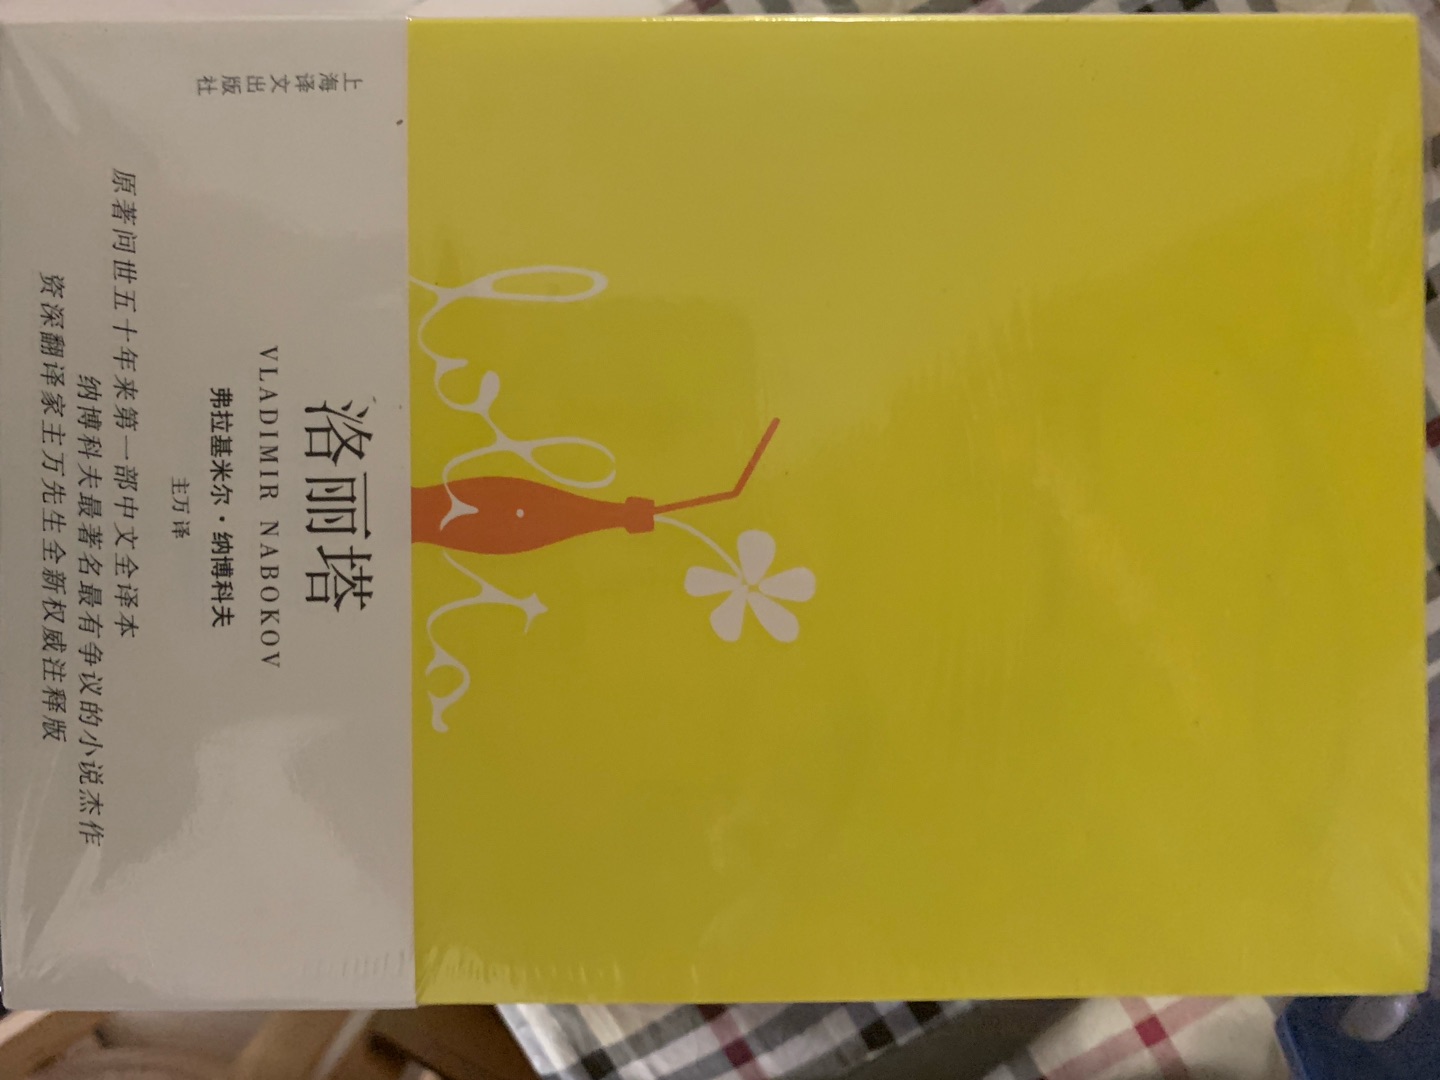 Lolita
洛丽塔
VLADIMIR NABOKOV
弗拉基米尔·纳博科夫
主万 译
原著问世五十年来第一部中文全译本
纳博科夫最著名最有争议的小说杰作
资深翻译家主万先生全新权威注释版
上海译文出版社